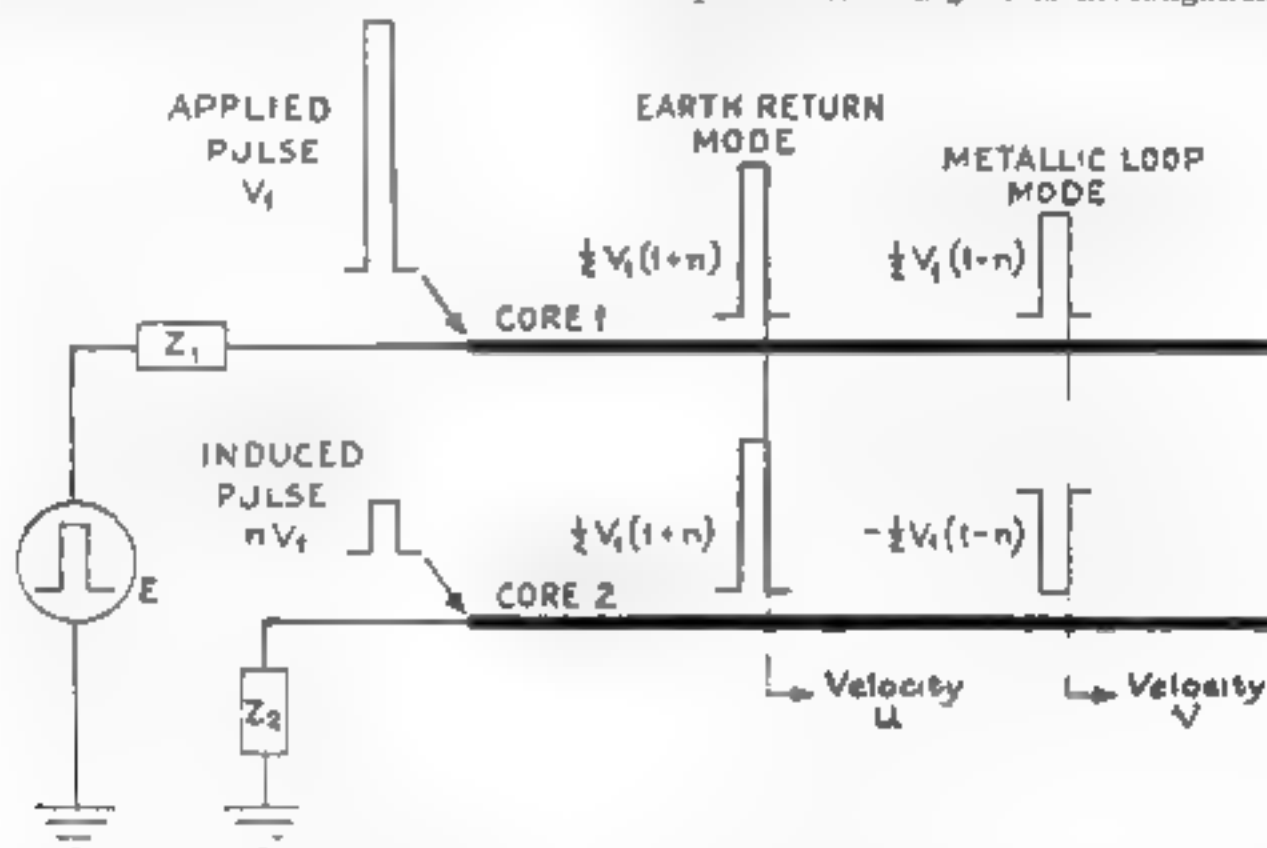 APPLIED
PULSE
V₁
EARTH RETURN
MODE
METALLIC LOOP
MODE
½V₁(1+n)
½V₁(1-n)
CORE 1
Z₁
INDUCED
PULSE
nV₁
½V₁(1+n)
-½V₁(1-n)
E
CORE 2
Z₂
Velocity
u
Velocity
V